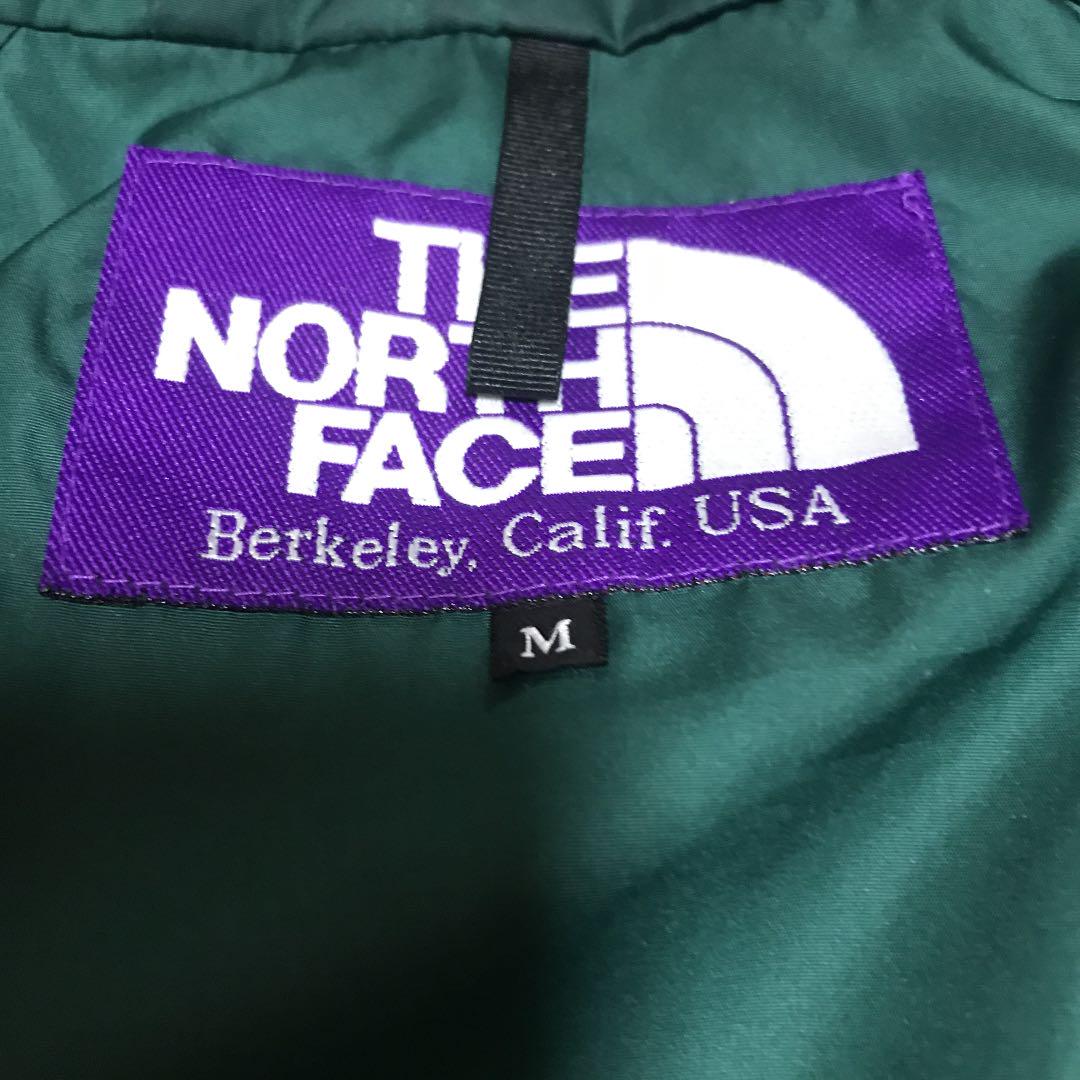 THE
NORTH
FACE
Berkeley, Calif. USA
M